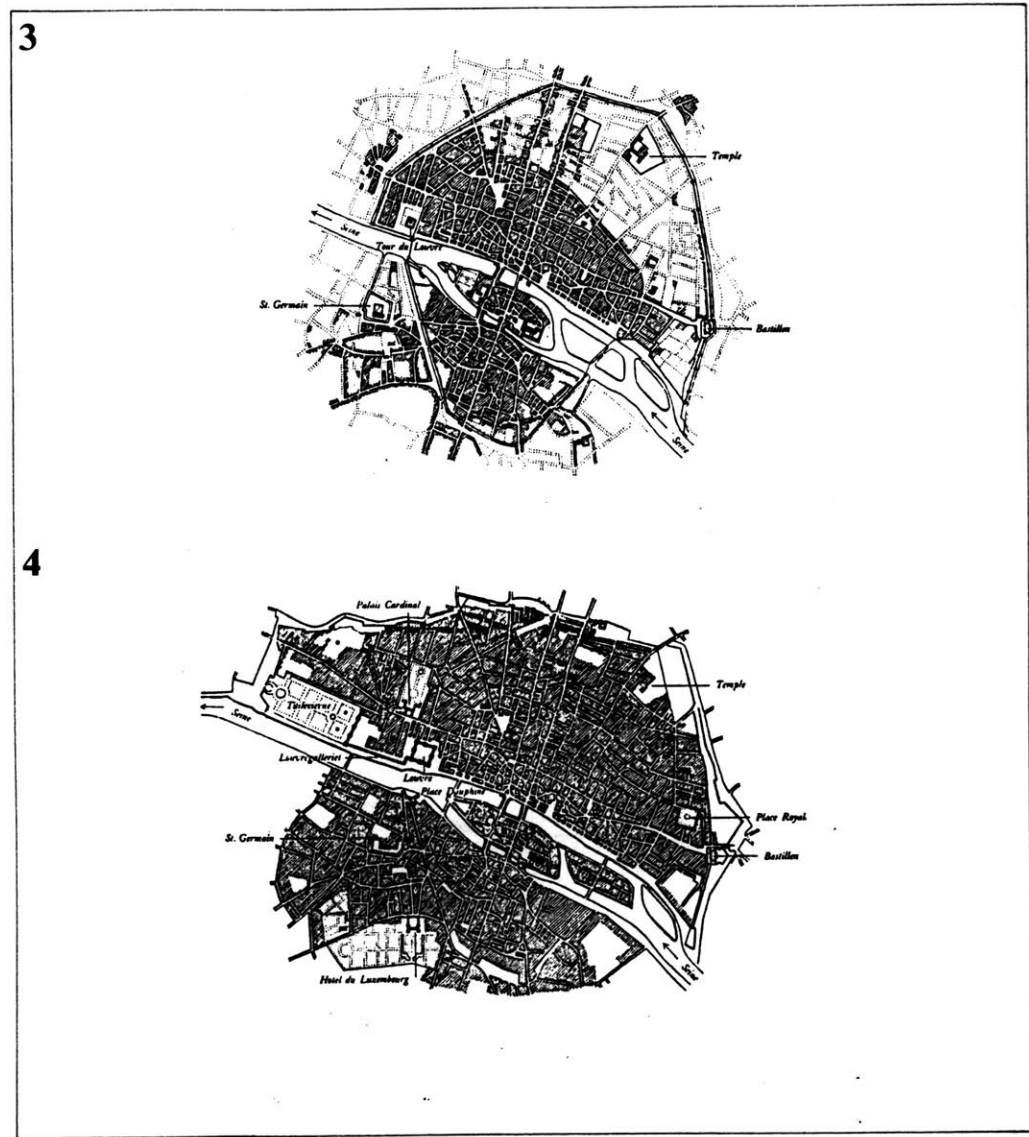 3
Temple
Seine
Tour du Louvre
St. Germain
Bastillen
Seine
4
Palais Cardinal
Temple
Tuilerierne
Seine
Louvregalleriet
Louvre
Place Dauphine
Place Royal
St. Germain
Bastillen
Seine
Hotel du Luxembourg